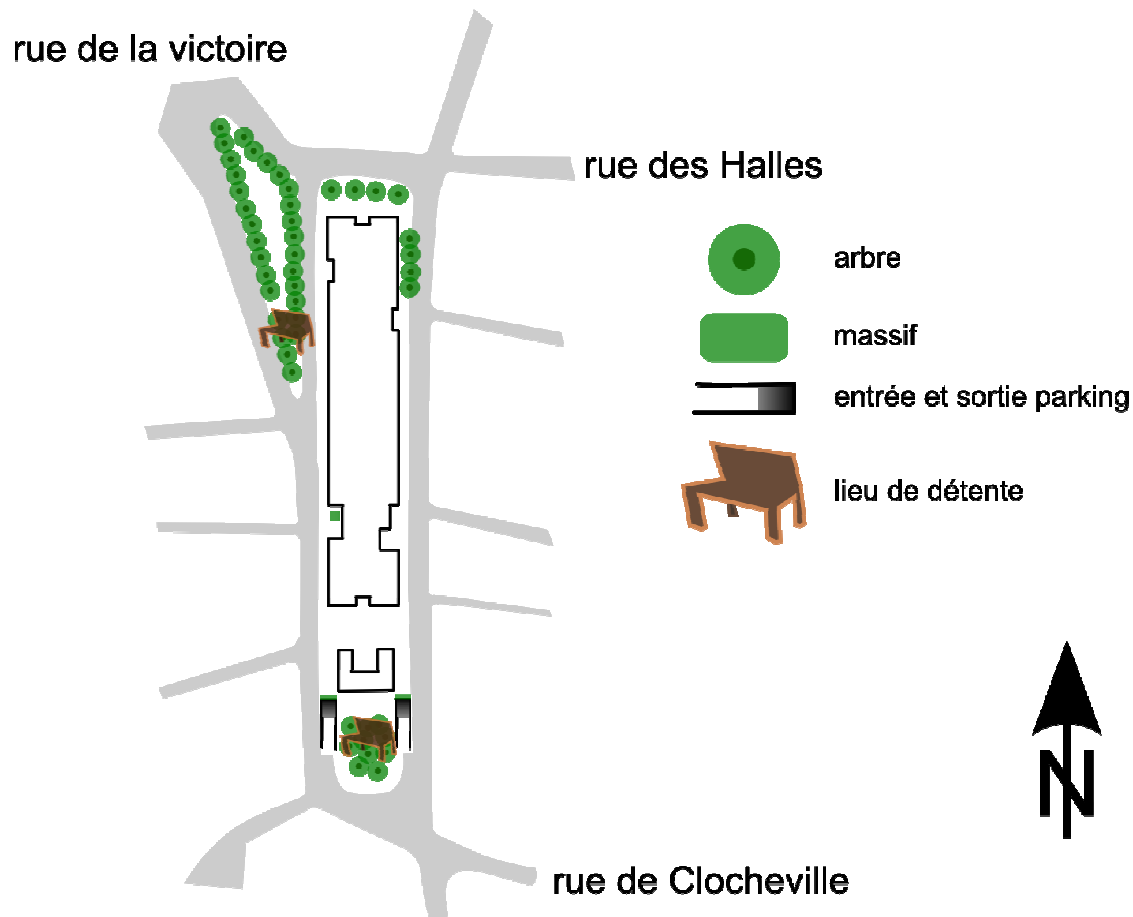 rue de la victoire
rue des Halles
arbre
massif
entrée et sortie parking
lieu de détente
N
rue de Clocheville